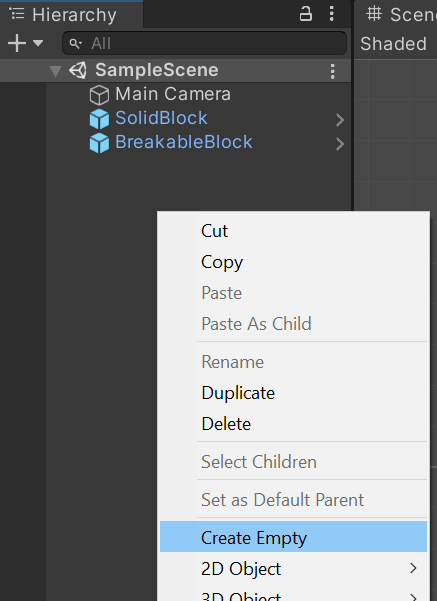 Hierarchy
Scene
All
Shaded
SampleScene
Main Camera
SolidBlock
BreakableBlock
Cut
Copy
Paste
Paste As Child
Rename
Duplicate
Delete
Select Children
Set as Default Parent
Create Empty
2D Object
3D Object